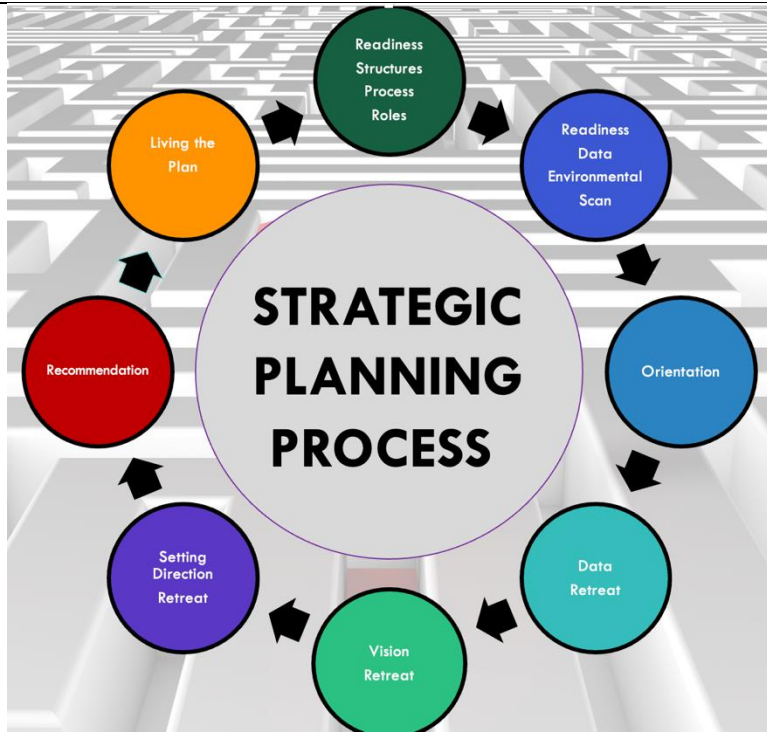 Readiness
Structures
Process
Roles
Readiness
Data
Environmental
Scan
Orientation
Data
Retreat
Vision
Retreat
Setting
Direction
Retreat
Recommendation
Living the
Plan
STRATEGIC
PLANNING
PROCESS